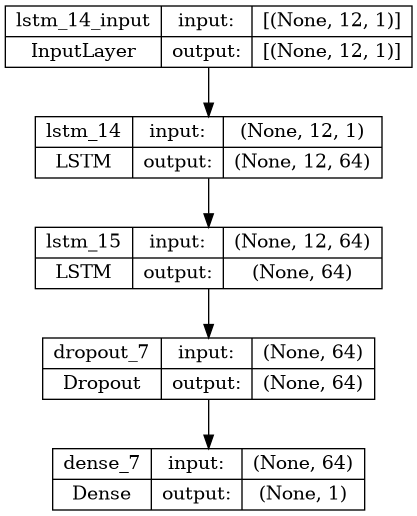 lstm_14_input input: [(None, 12, 1)]
InputLayer output: [(None, 12, 1)]
lstm_14 input: (None, 12, 1)
LSTM output: (None, 12, 64)
lstm_15 input: (None, 12, 64)
LSTM output: (None, 64)
dropout_7 input: (None, 64)
Dropout output: (None, 64)
dense_7 input: (None, 64)
Dense output: (None, 1)